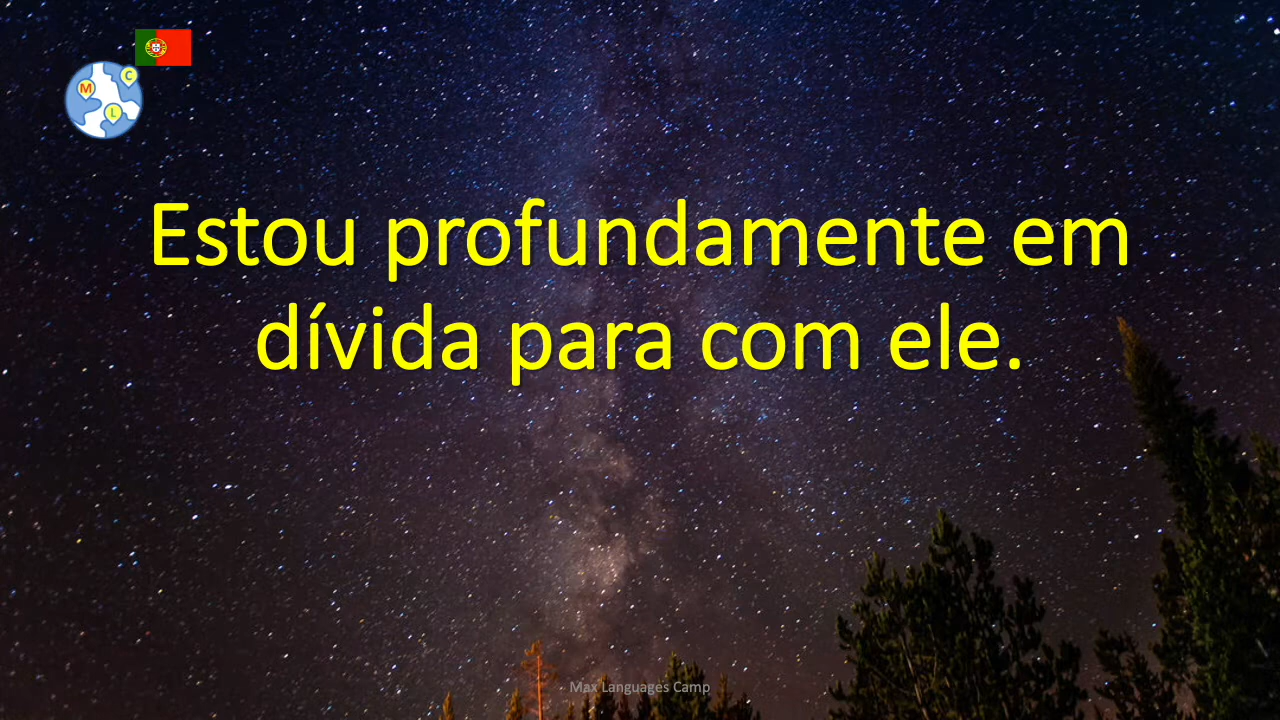 C
M
L
Estou profundamente em
dívida para com ele.
Max Languages Camp